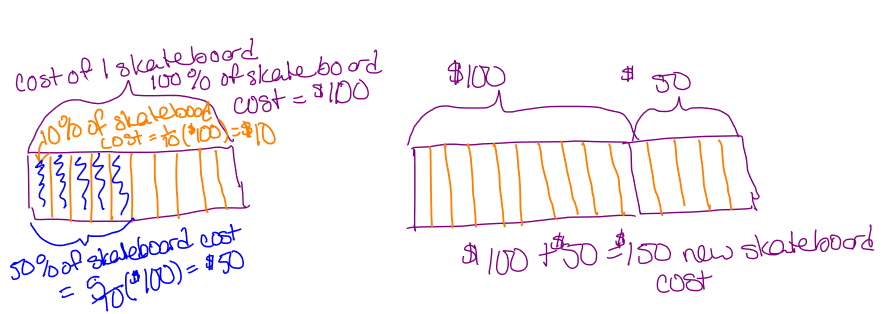 cost of 1 skateboard
100% of skateboard
cost = $100
10% of skateboard
cost = 1/10($100) = $10
50% of skateboard cost
= 5/10($100) = $50
$100
$50
$100 + $50 = $150 new skateboard
cost